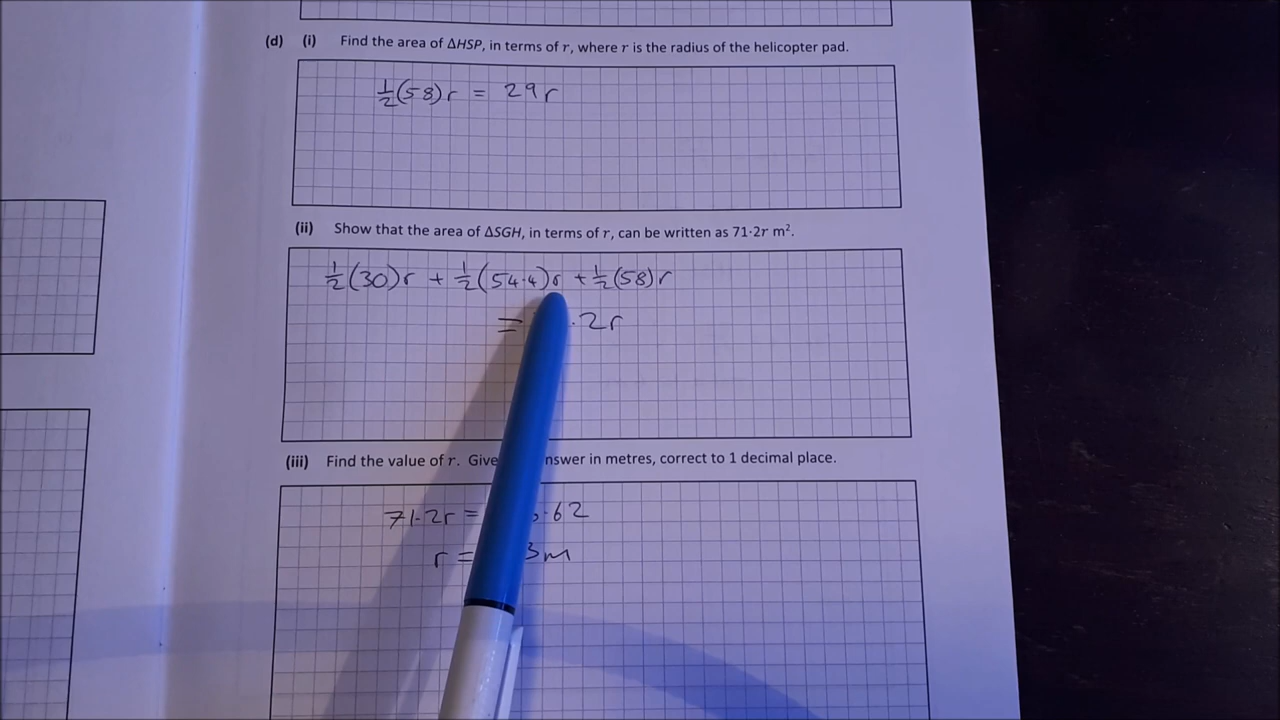 (d) (i) Find the area of ΔHSP, in terms of r, where r is the radius of the helicopter pad.
½(58)r = 29r
(ii) Show that the area of ΔSGH, in terms of r, can be written as 71·2r m².
½(30)r + ½(54·4)r + ½(58)r
= ·2r
(iii) Find the value of r. Give answer in metres, correct to 1 decimal place.
71·2r = ·62
r = 3m